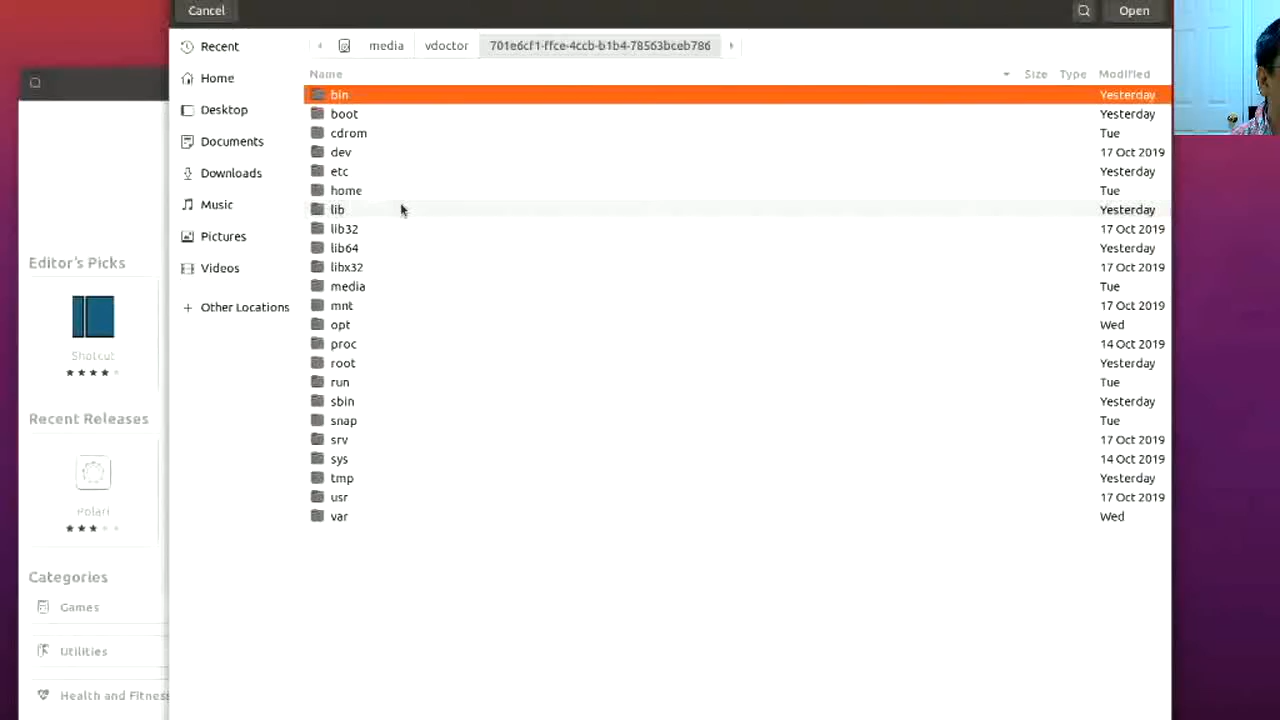 Cancel
Open
Recent
media
vdoctor
701e6cf1-ffce-4ccb-b1b4-78563bceb786
Home
Desktop
Documents
Downloads
Music
Pictures
Videos
Other Locations
Name
Size
Type
Modified
bin Yesterday
boot Yesterday
cdrom Tue
dev 17 Oct 2019
etc Yesterday
home Tue
lib Yesterday
lib32 17 Oct 2019
lib64 Yesterday
libx32 17 Oct 2019
media Tue
mnt 17 Oct 2019
opt Wed
proc 14 Oct 2019
root Yesterday
run Tue
sbin Yesterday
snap Tue
srv 17 Oct 2019
sys 14 Oct 2019
tmp Yesterday
usr 17 Oct 2019
var Wed
Editor's Picks
Shotcut
Recent Releases
Polari
Categories
Games
Utilities
Health and Fitness